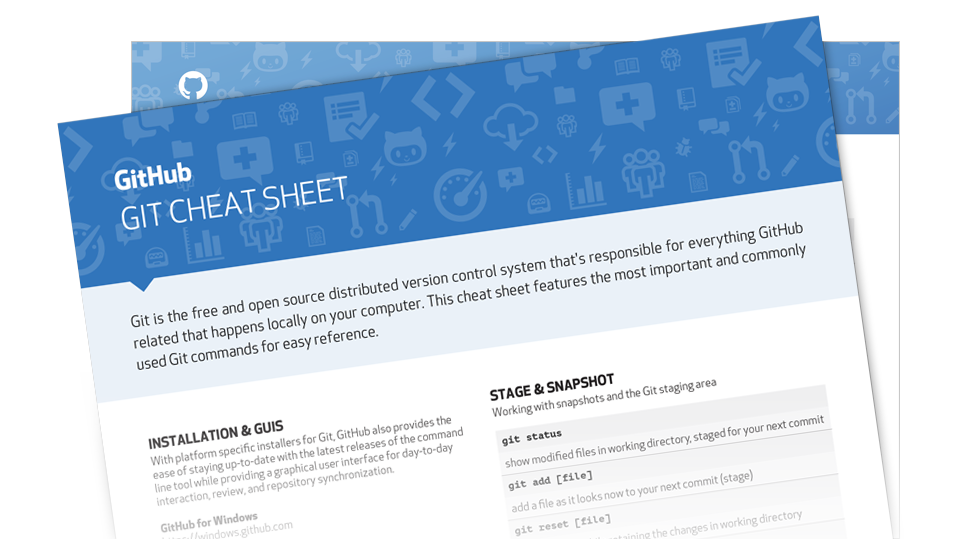 GitHub
GIT CHEAT SHEET
Git is the free and open source distributed version control system that's responsible for everything GitHub
related that happens locally on your computer. This cheat sheet features the most important and commonly
used Git commands for easy reference.
INSTALLATION & GUIS
With platform specific installers for Git, GitHub also provides the
ease of staying up-to-date with the latest releases of the command
line tool while providing a graphical user interface for day-to-day
interaction, review, and repository synchronization.
GitHub for Windows
https://windows.github.com
STAGE & SNAPSHOT
Working with snapshots and the Git staging area
git status
show modified files in working directory, staged for your next commit
git add [file]
add a file as it looks now to your next commit (stage)
git reset [file]
retaining the changes in working directory